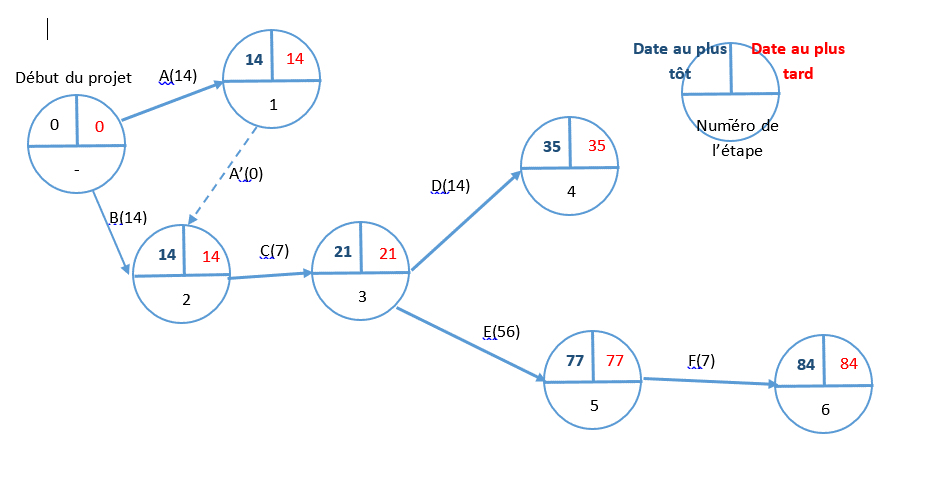 Début du projet
0
0
-
A(14)
14
14
1
A’(0)
B(14)
14
14
2
C(7)
21
21
3
D(14)
35
35
4
E(56)
77
77
5
F(7)
84
84
6
Date au plus
tôt
Date au plus
tard
-
Numéro de
l’étape